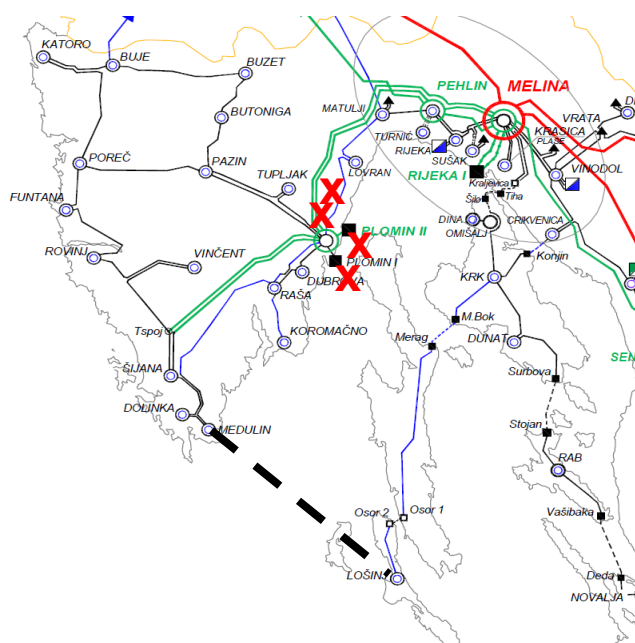 KATORO
BUJE
BUZET
PEHLIN
MELINA
MATULJI
BUTONIGA
TURNIĆ
RIJEKA
SUŠAK
KRASICA
PLASE
VRATA
VINODOL
POREČ
PAZIN
TUPLJAK
LOVRAN
RIJEKA I
Kraljevica
Tiha
Šilo
FUNTANA
X
X
PLOMIN II
DINA
OMIŠALJ
CRIKVENICA
ROVINJ
VINČENT
X
PLOMIN I
X
Konjin
DUBROVA
RAŠA
KRK
M.Bok
Tspoj
KOROMAČNO
Merag
DUNAT
SEN
ŠIJANA
Surbova
DOLINKA
MEDULIN
Stojan
RAB
Osor 2
Osor 1
Vašibaka
LOŠINJ
Deda
NOVALJA